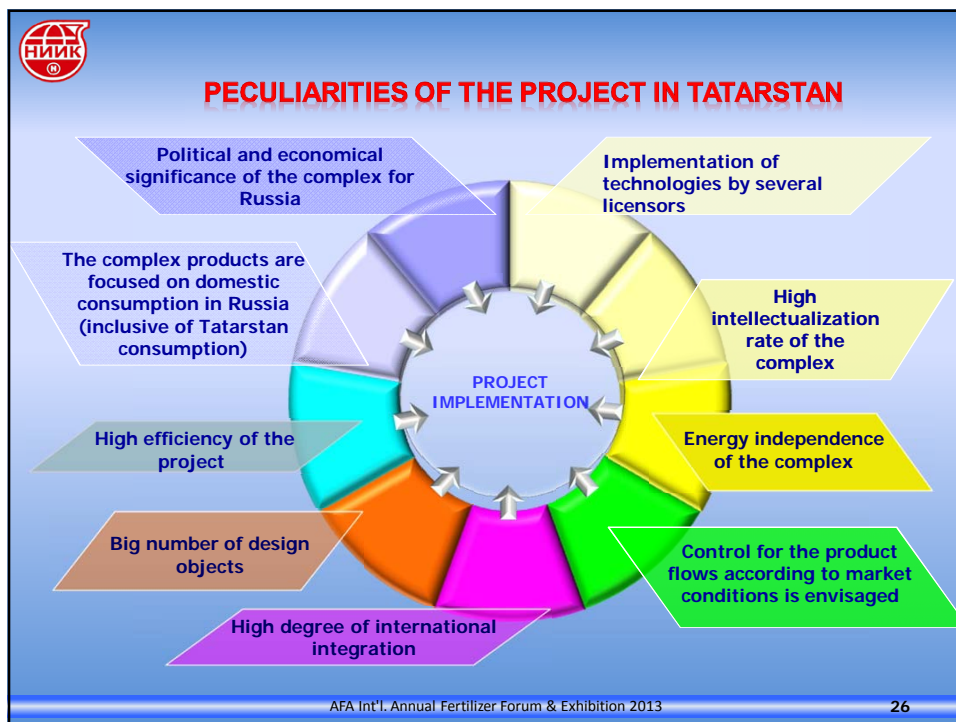 НИИК
PECULIARITIES OF THE PROJECT IN TATARSTAN
Political and economical
significance of the complex for
Russia
Implementation of
technologies by several
licensors
The complex products are
focused on domestic
consumption in Russia
(inclusive of Tatarstan
consumption)
High
intellectualization
rate of the
complex
PROJECT
IMPLEMENTATION
High efficiency of the
project
Energy independence
of the complex
Big number of design
objects
Control for the product
flows according to market
conditions is envisaged
High degree of international
integration
AFA Int'l. Annual Fertilizer Forum & Exhibition 2013
26